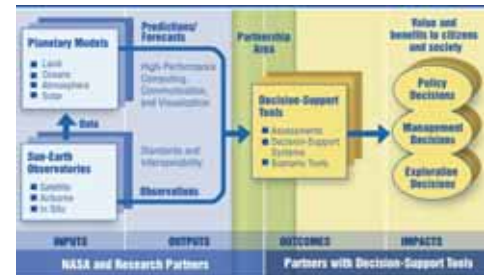 Planetary Models
Land
Oceans
Atmosphere
Solar
Data
Sun-Earth
Observatories
Satellite
Airborne
In Situ
Predictions/
Forecasts
High-Performance
Computing,
Communication,
and Visualization
Standards and
Interoperability
Observations
Partnership
Area
Decision-Support
Tools
Assessments
Decision-Support
Systems
Scenario Tools
Value and
benefits to citizens
and society
Policy
Decisions
Management
Decisions
Exploration
Decisions
INPUTS
OUTPUTS
OUTCOMES
IMPACTS
NASA and Research Partners
Partners with Decision-Support Tools